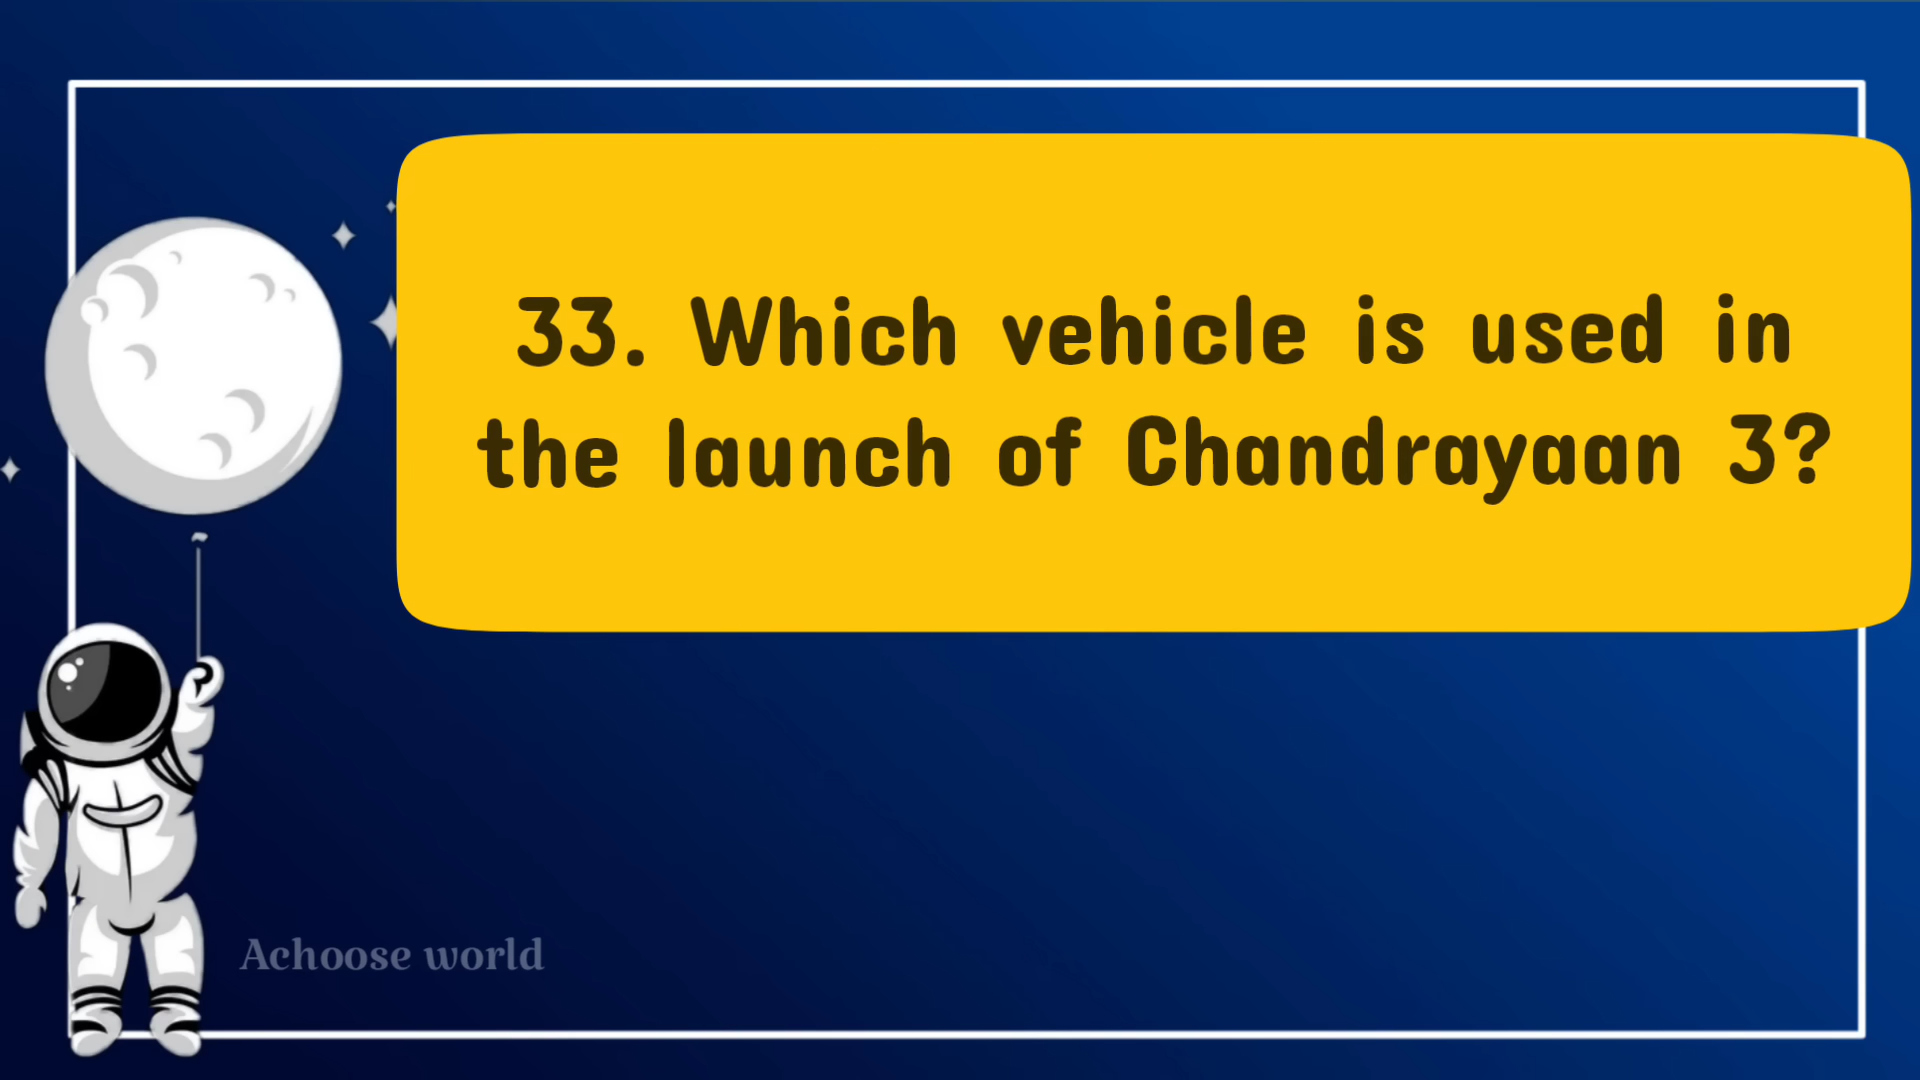 33. Which vehicle is used in
the launch of Chandrayaan 3?
Achoose world